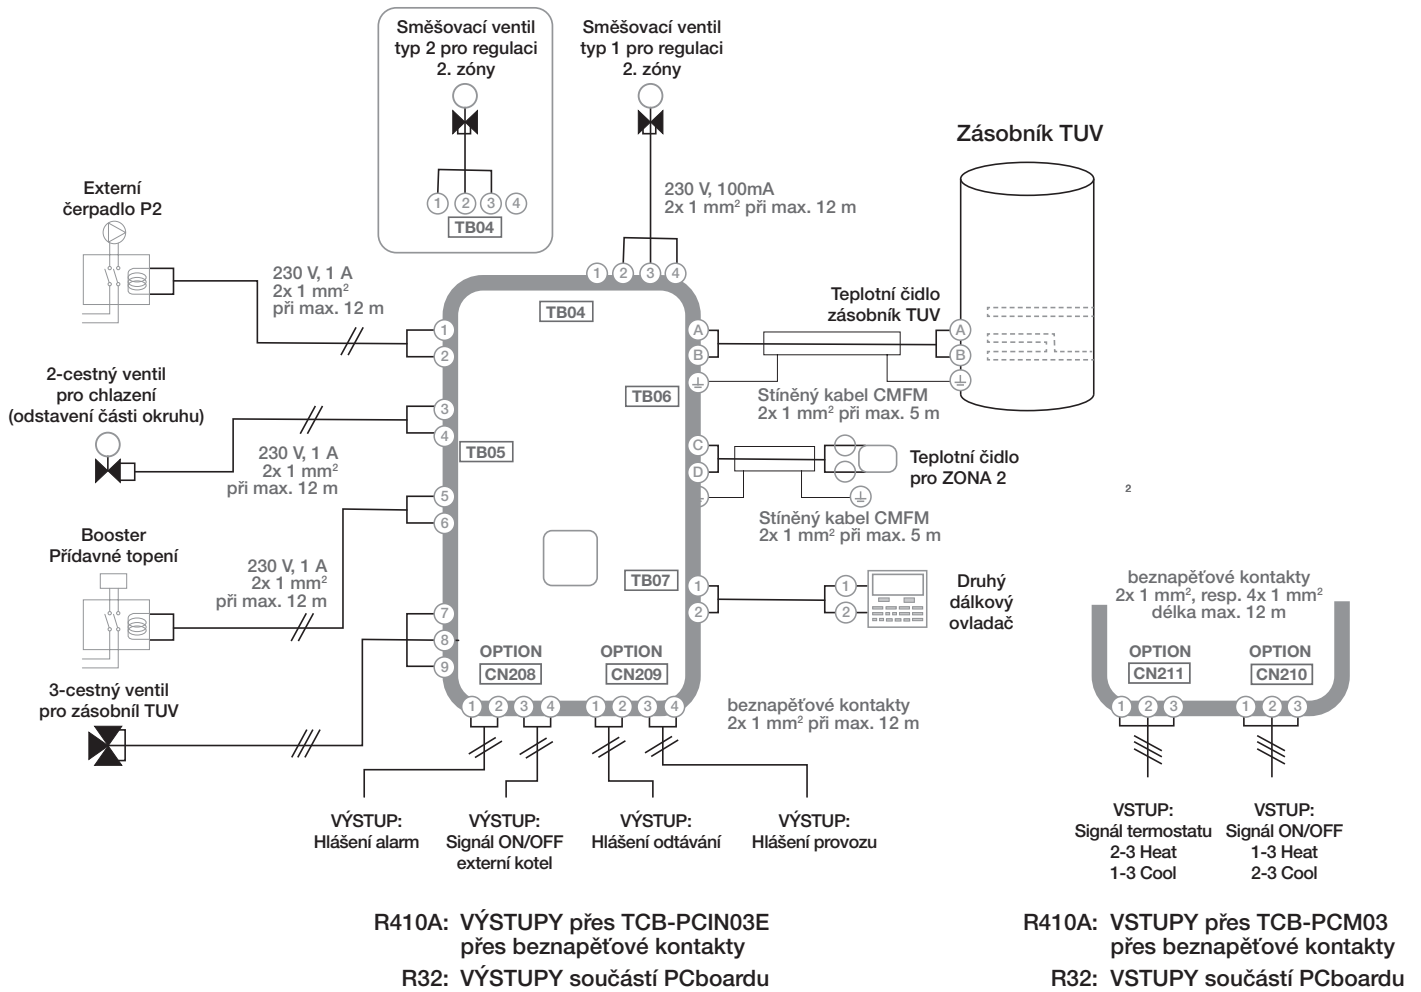 Směšovací ventil
typ 2 pro regulaci
2. zóny
1 2 3 4
TB04
Směšovací ventil
typ 1 pro regulaci
2. zóny
230 V, 100mA
2x 1 mm² při max. 12 m
1 2 3 4
TB04
Zásobník TUV
Externí
čerpadlo P2
230 V, 1 A
2x 1 mm²
při max. 12 m
1
2
2-cestný ventil
pro chlazení
(odstavení části okruhu)
230 V, 1 A
2x 1 mm²
při max. 12 m
3
4
TB05
Booster
Přídavné topení
230 V, 1 A
2x 1 mm²
při max. 12 m
5
6
3-cestný ventil
pro zásobníl TUV
7
8
9
Teplotní čidlo
zásobník TUV
A
B
A
B
TB06
Stíněný kabel CMFM
2x 1 mm² při max. 5 m
C
D
Teplotní čidlo
pro ZONA 2
Stíněný kabel CMFM
2x 1 mm² při max. 5 m
2
TB07
1
2
1
2
Druhý
dálkový
ovladač
OPTION
CN208
1 2 3 4
OPTION
CN209
1 2 3 4
beznapěťové kontakty
2x 1 mm² při max. 12 m
VÝSTUP:
Hlášení alarm
VÝSTUP:
Signál ON/OFF
externí kotel
VÝSTUP:
Hlášení odtávání
VÝSTUP:
Hlášení provozu
beznapěťové kontakty
2x 1 mm², resp. 4x 1 mm²
délka max. 12 m
OPTION
CN211
1 2 3
OPTION
CN210
1 2 3
VSTUP:
Signál termostatu
2-3 Heat
1-3 Cool
VSTUP:
Signál ON/OFF
1-3 Heat
2-3 Cool
R410A: VÝSTUPY přes TCB-PCIN03E
přes beznapěťové kontakty
R32: VÝSTUPY součástí PCboardu
R410A: VSTUPY přes TCB-PCM03
přes beznapěťové kontakty
R32: VSTUPY součástí PCboardu